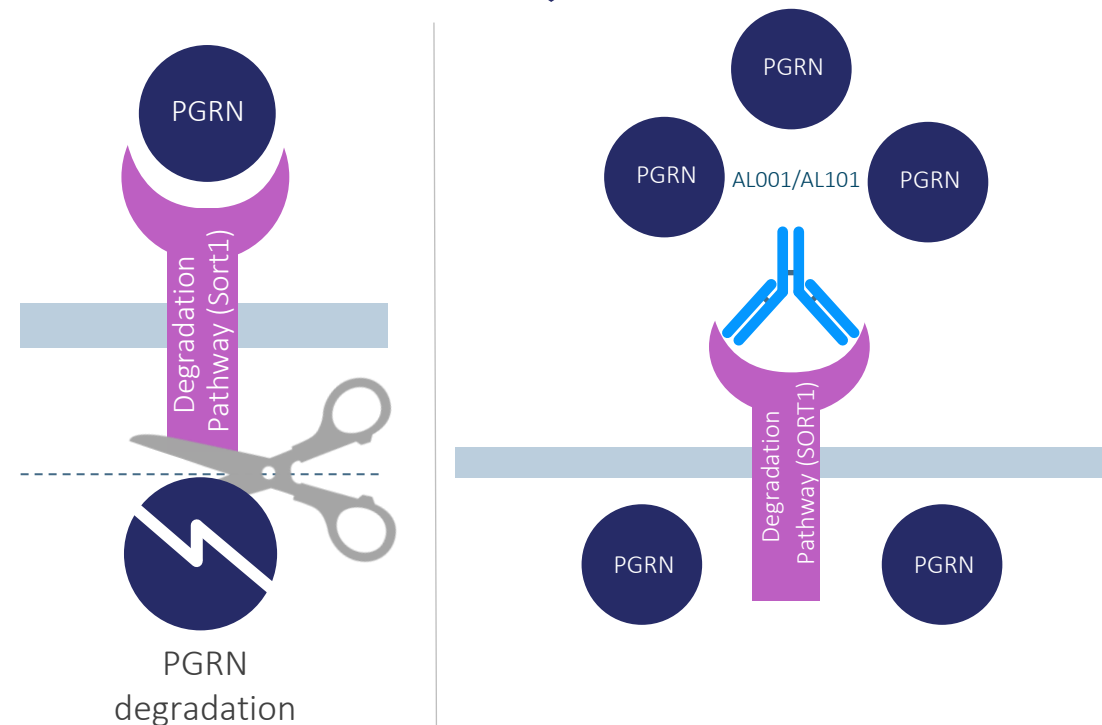 PGRN
Degradation
Pathway (Sort1)
PGRN
degradation
PGRN
PGRN
AL001/AL101
PGRN
Degradation
Pathway (SORT1)
PGRN
PGRN